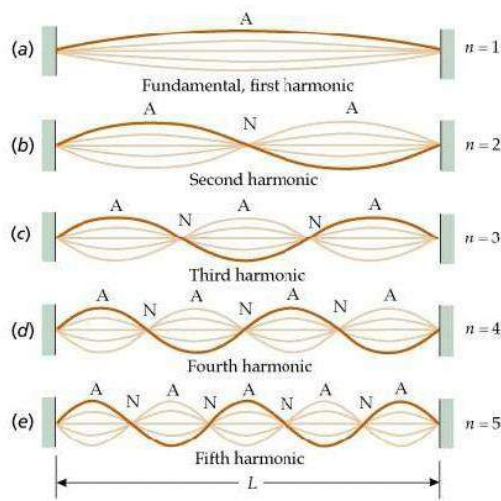 A
(a) n = 1
Fundamental, first harmonic
A N A
(b) n = 2
Second harmonic
A N A N A
(c) n = 3
Third harmonic
A N A N A N A
(d) n = 4
Fourth harmonic
A N A N A N A N A
(e) n = 5
Fifth harmonic
L